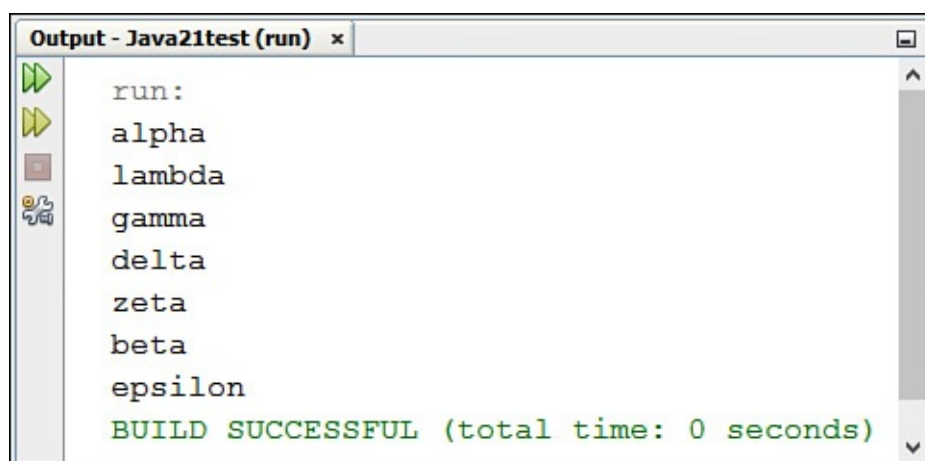 Output - Java21test (run) ×
run:
alpha
lambda
gamma
delta
zeta
beta
epsilon
BUILD SUCCESSFUL (total time: 0 seconds)